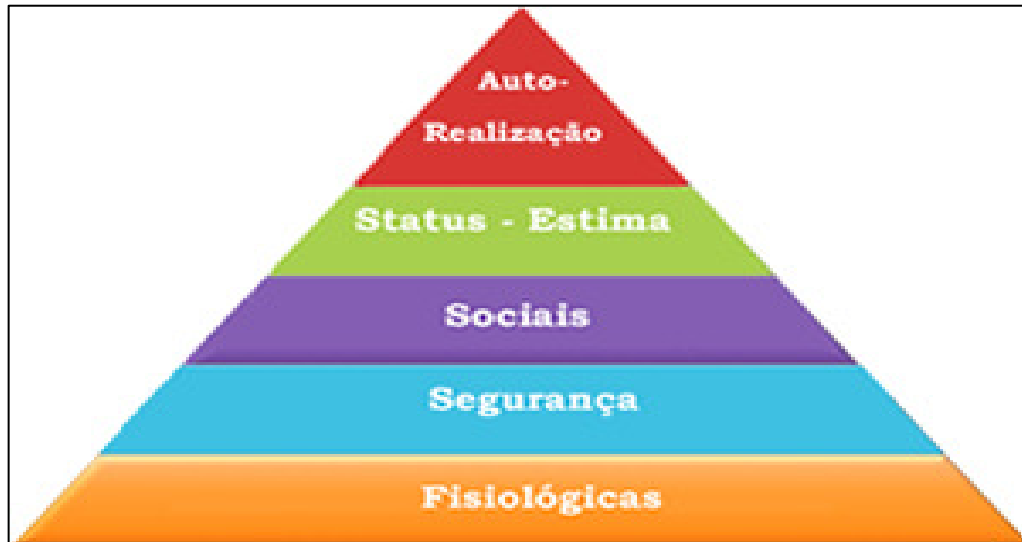 Auto-
Realização
Status - Estima
Sociais
Segurança
Fisiológicas